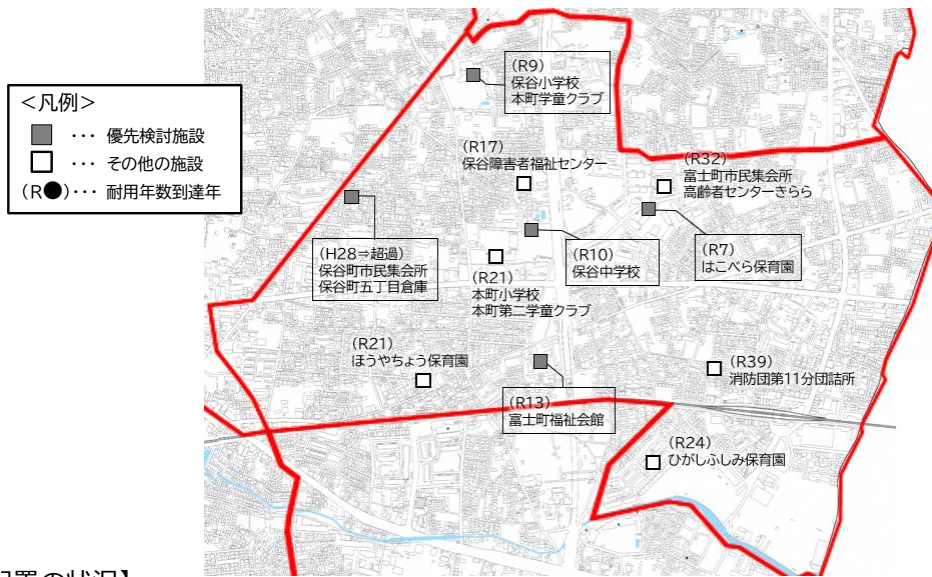 <凡例>
･･･ 優先検討施設
･･･ その他の施設
(R●)･･･ 耐用年数到達年
(R9)
保谷小学校
本町学童クラブ
(R17)
保谷障害者福祉センター
(R32)
富士町市民集会所
高齢者センターきらら
(H28⇒超過)
保谷町市民集会所
保谷町五丁目倉庫
(R10)
保谷中学校
(R7)
はこべら保育園
(R21)
本町小学校
本町第二学童クラブ
(R21)
ほうやちょう保育園
(R39)
消防団第11分団詰所
(R13)
富士町福祉会館
(R24)
ひがしふしみ保育園
置の状況】